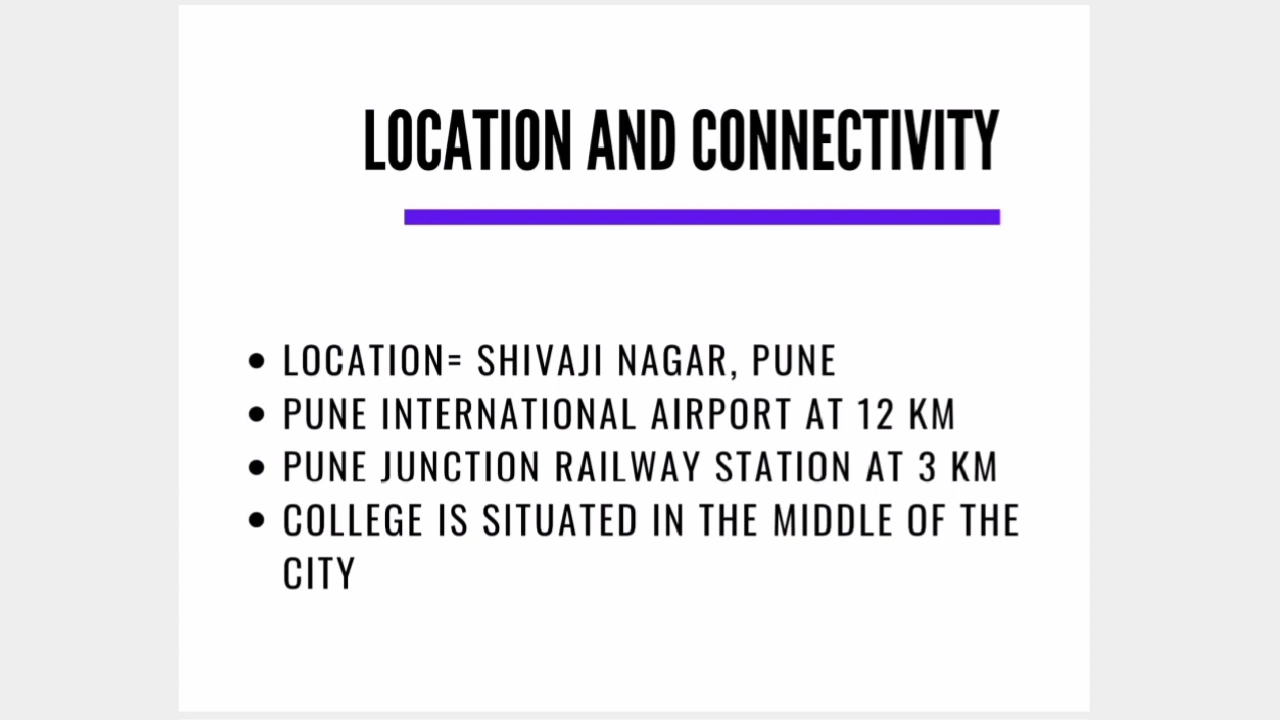 LOCATION AND CONNECTIVITY
• LOCATION= SHIVAJI NAGAR, PUNE
• PUNE INTERNATIONAL AIRPORT AT 12 KM
• PUNE JUNCTION RAILWAY STATION AT 3 KM
• COLLEGE IS SITUATED IN THE MIDDLE OF THE
CITY